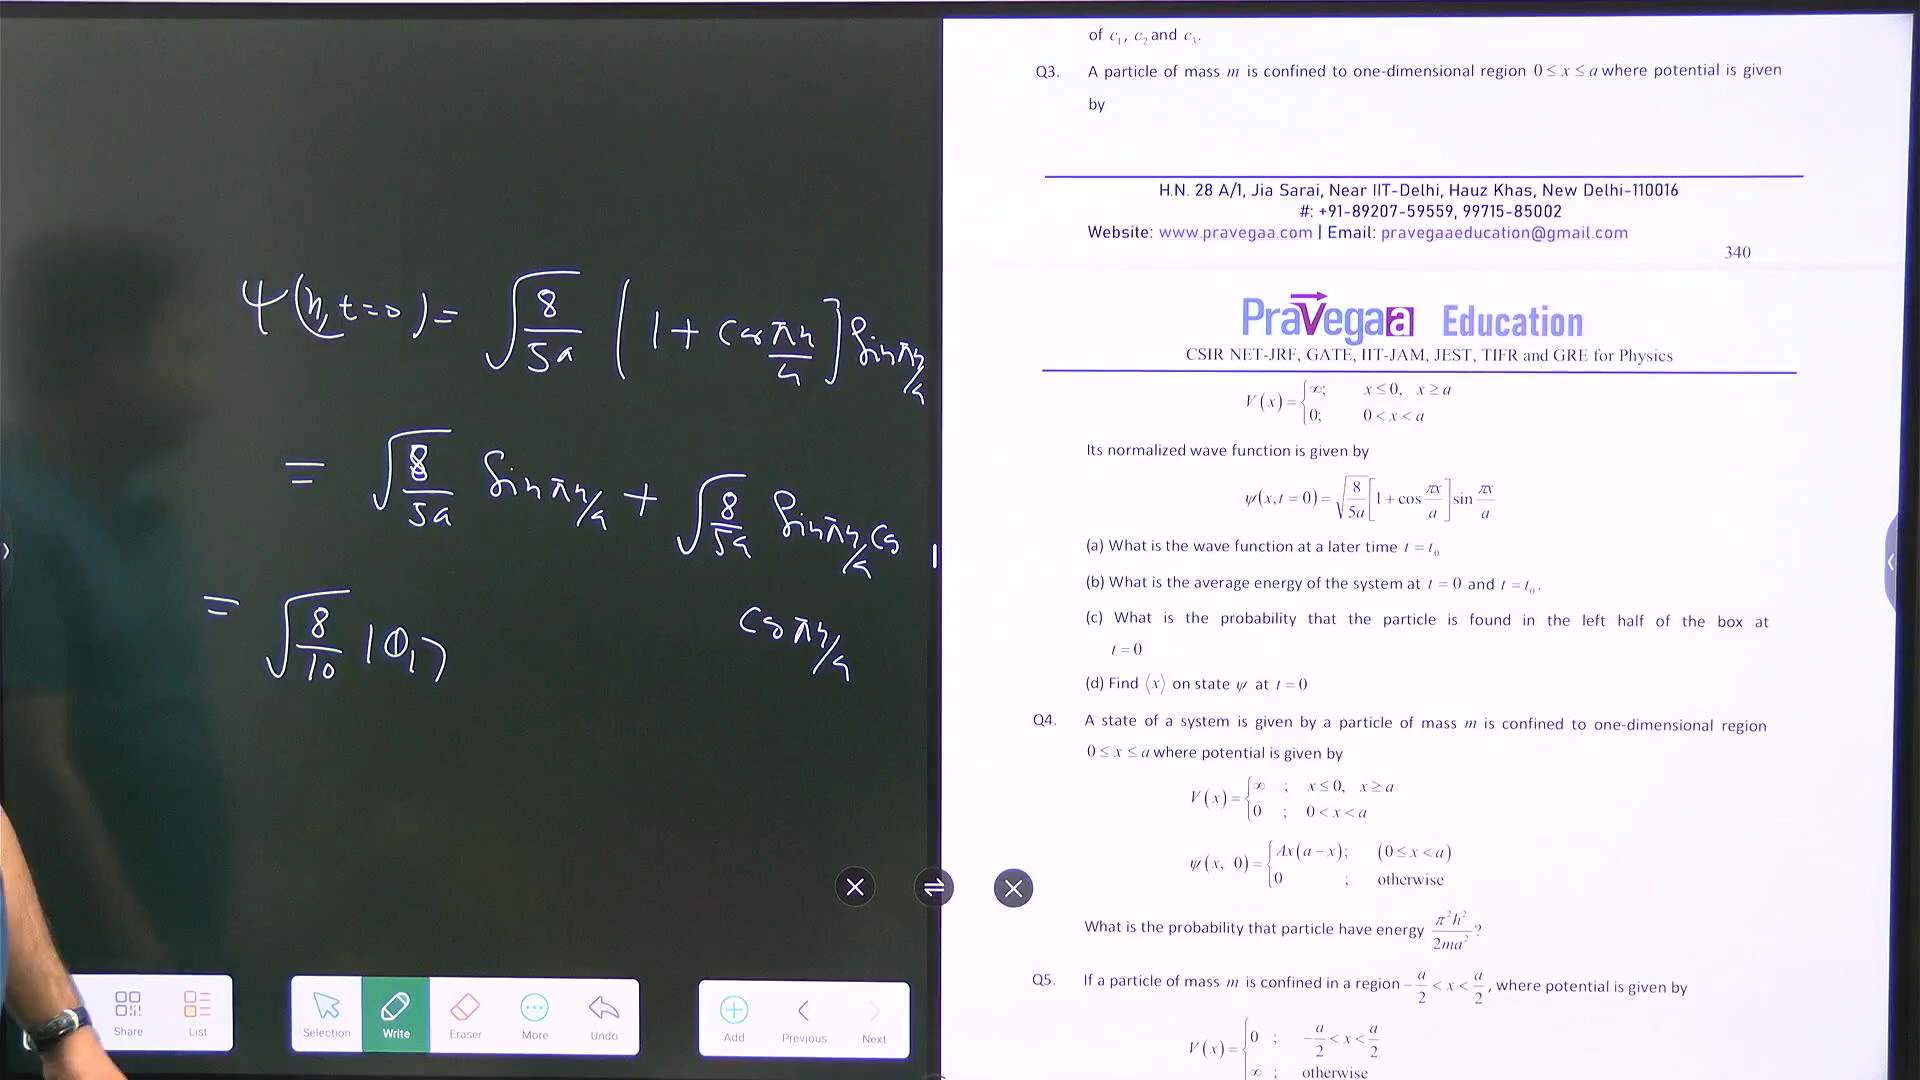 ψ(x, t=0) = √(8/5a) [1 + cos πx/a] sin πx/a
= √(8/5a) sin πx/a + √(8/5a) sin πx/a cos
cos πx/a
= √(8/10) |ϕ₁⟩
Share
List
Selection
Write
Eraser
More
Undo
Add
Previous
Next
of c₁, c₂ and c₃.
Q3. A particle of mass m is confined to one-dimensional region 0 ≤ x ≤ a where potential is given
by
H.N. 28 A/1, Jia Sarai, Near IIT-Delhi, Hauz Khas, New Delhi-110016
#: +91-89207-59559, 99715-85002
Website: www.pravegaa.com | Email: pravegaaeducation@gmail.com
340
Pravegaa Education
CSIR NET-JRF, GATE, IIT-JAM, JEST, TIFR and GRE for Physics
V(x) = { ∞; x ≤ 0, x ≥ a
0; 0 < x < a
Its normalized wave function is given by
ψ(x, t = 0) = √(8/5a) [1 + cos πx/a] sin πx/a
(a) What is the wave function at a later time t = t₀
(b) What is the average energy of the system at t = 0 and t = t₀.
(c) What is the probability that the particle is found in the left half of the box at
t = 0
(d) Find ⟨x⟩ on state ψ at t = 0
Q4. A state of a system is given by a particle of mass m is confined to one-dimensional region
0 ≤ x ≤ a where potential is given by
V(x) = { ∞ ; x ≤ 0, x ≥ a
0 ; 0 < x < a
ψ(x, 0) = { Ax(a − x); (0 ≤ x < a)
0 ; otherwise
What is the probability that particle have energy π²ħ²/2ma² ?
Q5. If a particle of mass m is confined in a region −a/2 < x < a/2, where potential is given by
V(x) = { 0 ; −a/2 < x < a/2
∞ ; otherwise